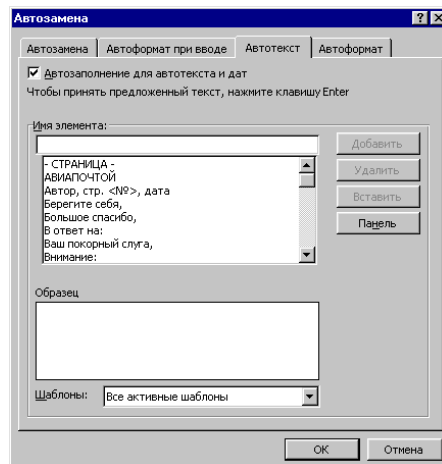 Автозамена
Автозамена Автоформат при вводе Автотекст Автоформат
Автозаполнение для автотекста и дат
Чтобы принять предложенный текст, нажмите клавишу Enter
Имя элемента:
Добавить
- СТРАНИЦА -
АВИАПОЧТОЙ
Удалить
Автор, стр. <№>, дата
Берегите себя,
Вставить
Большое спасибо,
В ответ на:
Панель
Ваш покорный слуга,
Внимание:
Образец
Шаблоны: Все активные шаблоны
OK Отмена